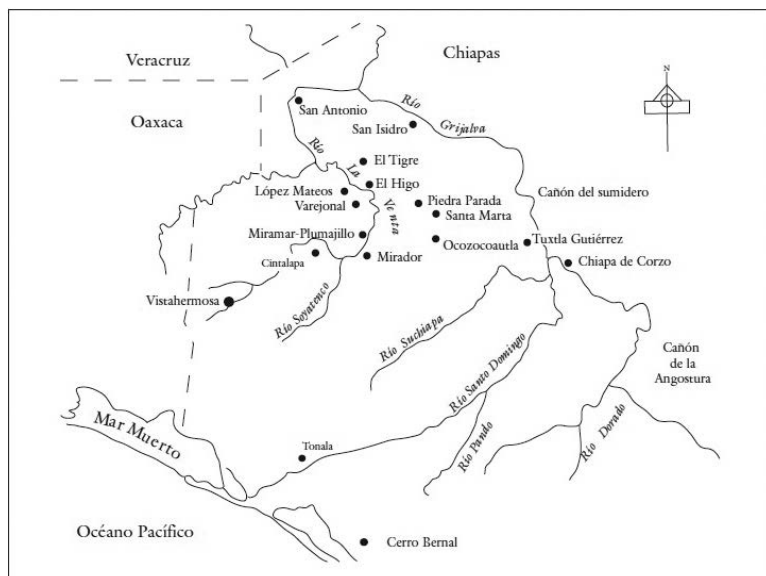 Chiapas
Veracruz
N
Oaxaca
San Antonio
Río Grijalva
San Isidro
Río La Venta
El Tigre
El Higo
López Mateos
Varejonal
Piedra Parada
Santa Marta
Cañón del sumidero
Miramar-Plumajillo
Ocozocoautla
Tuxtla Gutiérrez
Cintalapa
Mirador
Chiapa de Corzo
Vistahermosa
Río Soyatenco
Río Suchiapa
Río Santo Domingo
Cañón
de la
Angostura
Mar Muerto
Tonala
Río Pando
Río Dorado
Océano Pacífico
Cerro Bernal